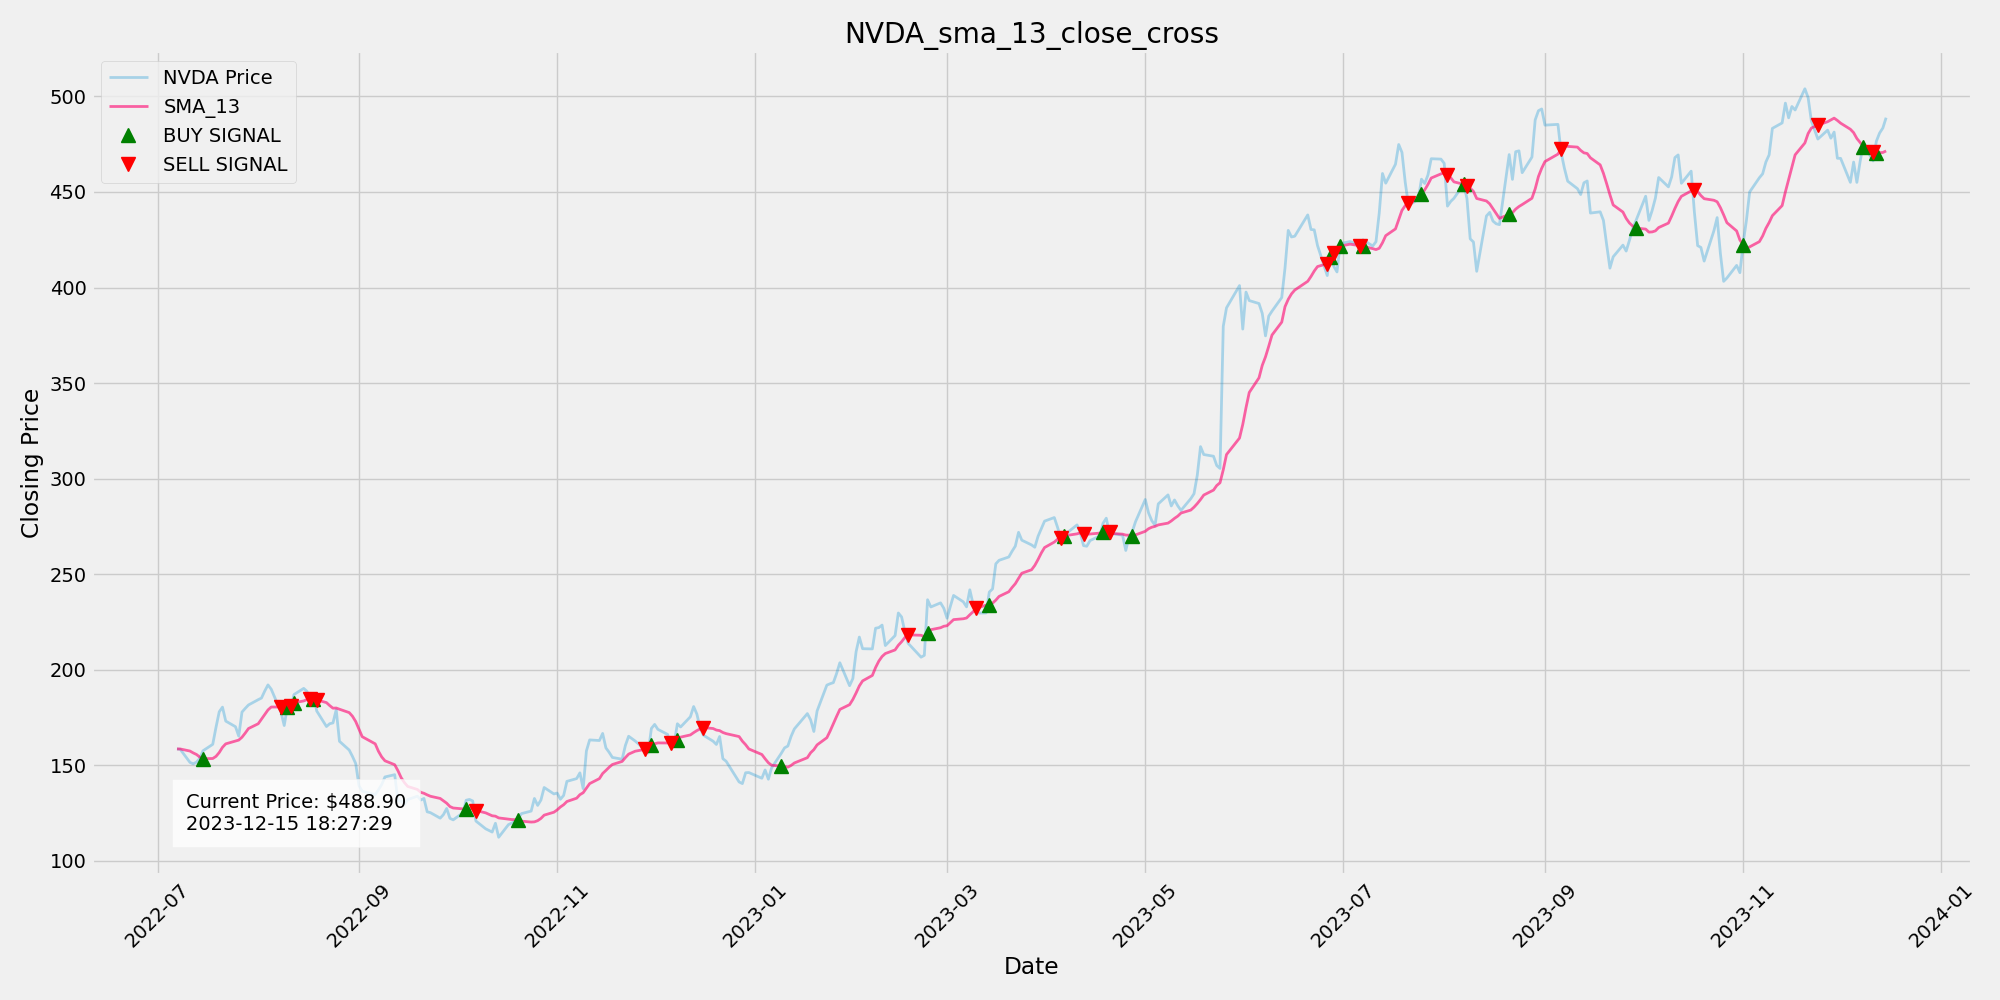 NVDA_sma_13_close_cross
NVDA Price
SMA_13
BUY SIGNAL
SELL SIGNAL
500
450
400
350
300
250
200
150
100
Closing Price
Current Price: $488.90
2023-12-15 18:27:29
2022-07
2022-09
2022-11
2023-01
2023-03
2023-05
2023-07
2023-09
2023-11
2024-01
Date